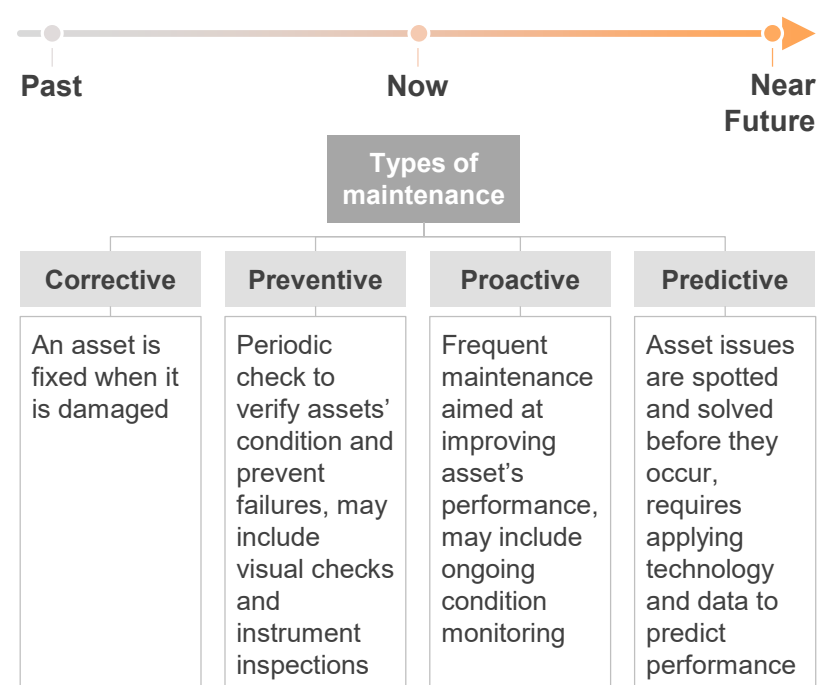 Past
Now
Near
Future
Types of
maintenance
Corrective
Preventive
Proactive
Predictive
An asset is
fixed when it
is damaged
Periodic
check to
verify assets’
condition and
prevent
failures, may
include
visual checks
and
instrument
inspections
Frequent
maintenance
aimed at
improving
asset’s
performance,
may include
ongoing
condition
monitoring
Asset issues
are spotted
and solved
before they
occur,
requires
applying
technology
and data to
predict
performance